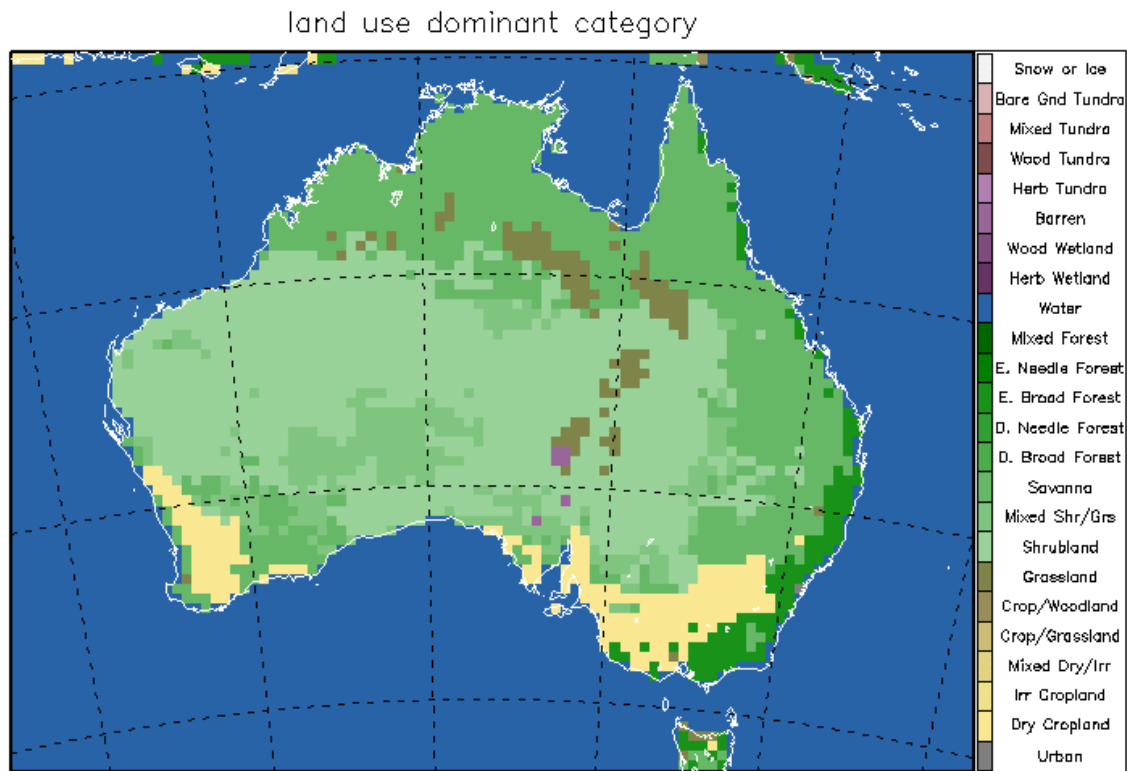 land use dominant category
Snow or Ice
Bare Gnd Tundra
Mixed Tundra
Wood Tundra
Herb Tundra
Barren
Wood Wetland
Herb Wetland
Water
Mixed Forest
E. Needle Forest
E. Broad Forest
D. Needle Forest
D. Broad Forest
Savanna
Mixed Shr/Grs
Shrubland
Grassland
Crop/Woodland
Crop/Grassland
Mixed Dry/Irr
Irr Cropland
Dry Cropland
Urban